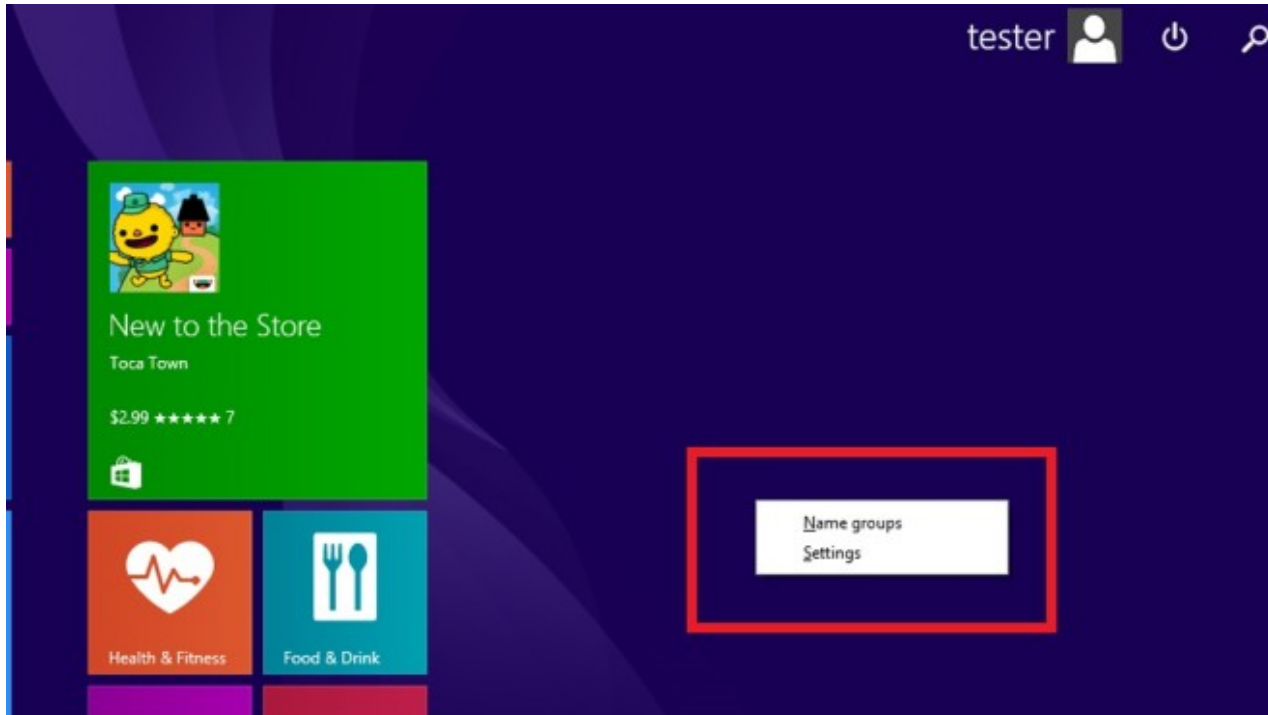 tester
New to the Store
Toca Town
$2.99 ★★★★★ 7
Name groups
Settings
Health & Fitness
Food & Drink